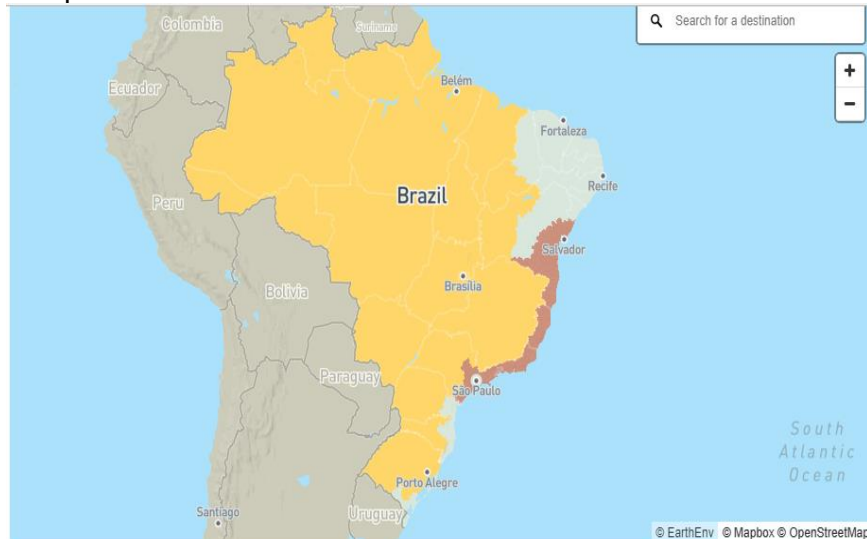 Search for a destination
+
−
Colombia
Suriname
Ecuador
Belém
Fortaleza
Recife
Peru
Brazil
Salvador
Brasília
Bolivia
Paraguay
São Paulo
South
Atlantic
Ocean
Porto Alegre
Santiago
Uruguay
© EarthEnv © Mapbox © OpenStreetMap